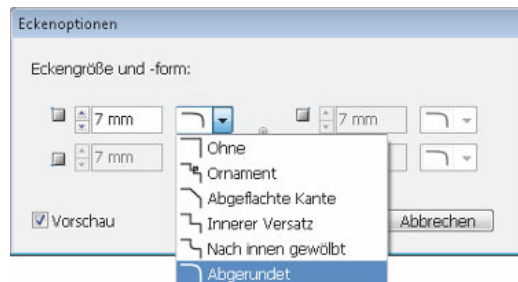 Eckenoptionen
Eckengröße und -form:
7 mm 7 mm
7 mm
Ohne
Ornament
Abgeflachte Kante
Vorschau Innerer Versatz Abbrechen
Nach innen gewölbt
Abgerundet